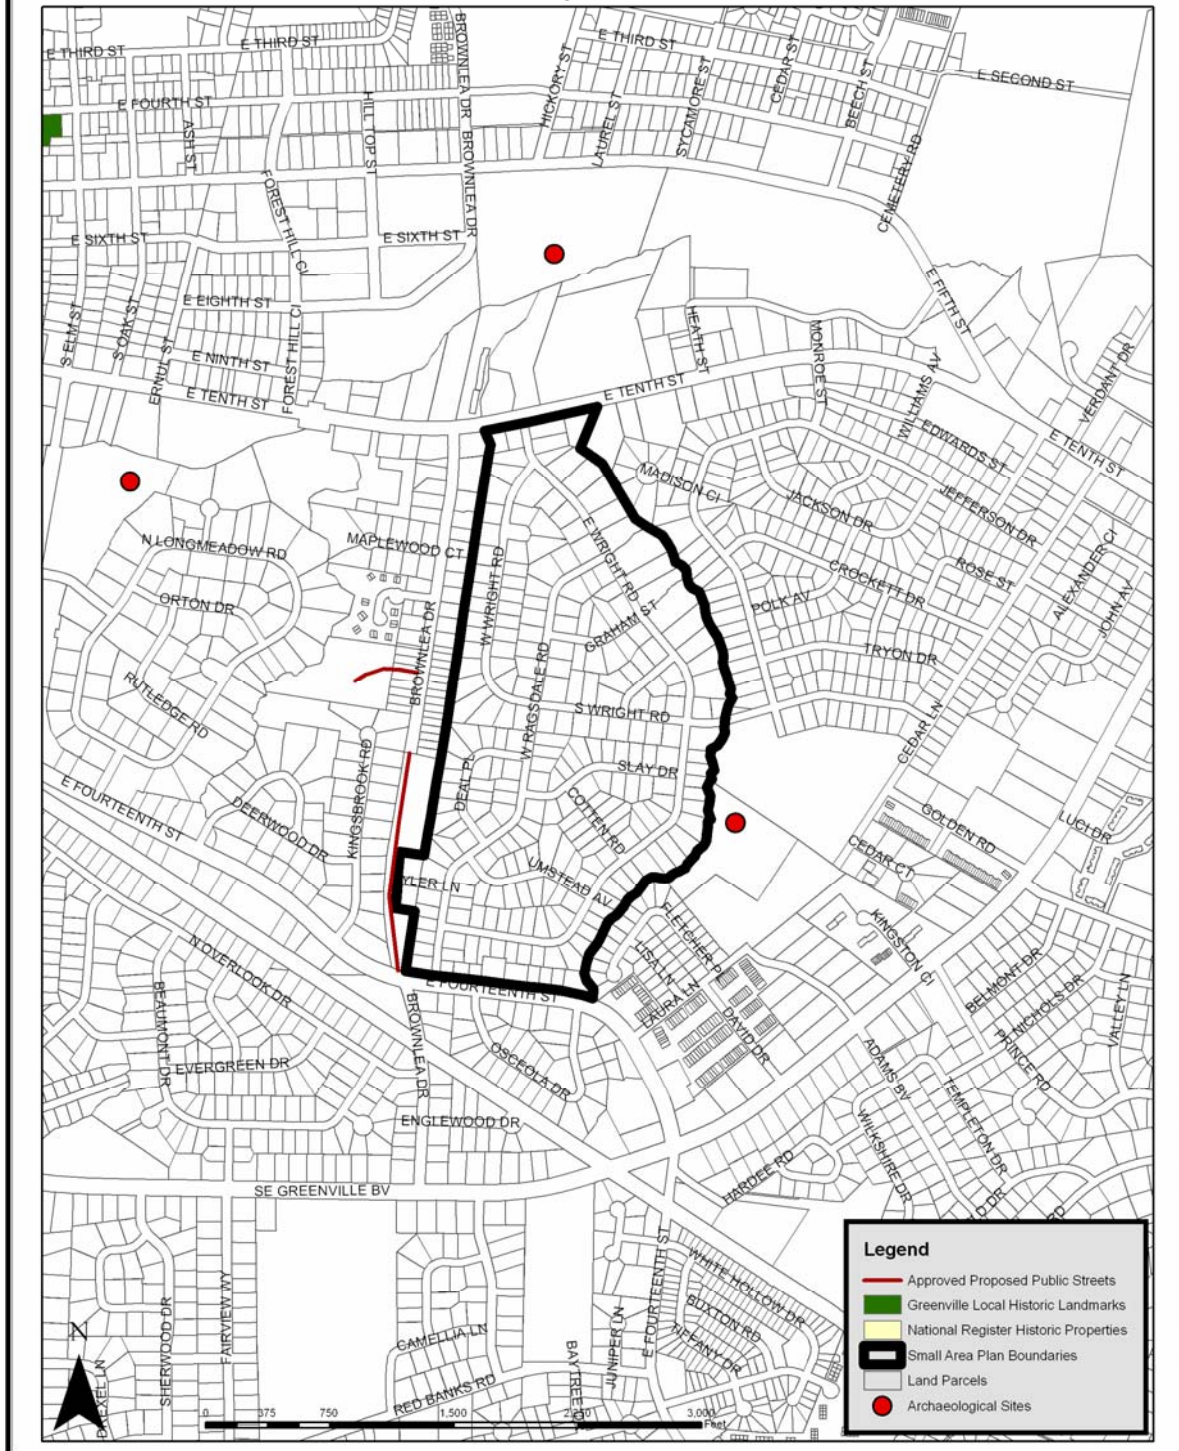 E THIRD ST
E THIRD ST
BROWNLEA DR
E THIRD ST
HICKORY ST
CEDAR ST
E SECOND ST
E FOURTH ST
HILL TOP ST
ASH ST
LAUREL ST
SYCAMORE ST
BEECH ST
BROWNLEA DR
CEMETERY RD
FOREST HILL CI
E SIXTH ST
E SIXTH ST
E FIFTH ST
E EIGHTH ST
S ELM ST
S OAK ST
ERNUL ST
FOREST HILL CI
E NINTH ST
E TENTH ST
HEATH ST
MONROE ST
WILLIAMS AV
VERDANT DR
E TENTH ST
EDWARDS ST
E TENTH ST
MADISON CI
JACKSON DR
JEFFERSON DR
N LONGMEADOW RD
MAPLEWOOD CT
W WRIGHT RD
E WRIGHT RD
CROCKETT DR
ROSE ST
ALEXANDER CI
JOHN AV
ORTON DR
BROWNLEA DR
GRAHAM ST
POLK AV
TRYON DR
RUTLEDGE RD
W RAGSDALE RD
S WRIGHT RD
CEDAR LN
KINGSBROOK RD
DEAL PL
SLAY DR
E FOURTEENTH ST
DEERWOOD DR
COTTEN RD
GOLDEN RD
LUCI DR
CEDAR CT
YLER LN
UMSTEAD AV
FLETCHER PL
KINGSTON CI
N OVERLOOK DR
LISA LN
BELMONT DR
E FOURTEENTH ST
LAURA LN
NICHOLS DR
VALLEY LN
BEAUMONT DR
BROWNLEA DR
DAVID DR
PRINCE RD
EVERGREEN DR
OSCEOLA DR
ADAMS BV
TEMPLETON DR
ENGLEWOOD DR
WILKSHIRE DR
HARDEE RD
SE GREENVILLE BV
LD DR
RD
E FOURTEENTH ST
WHITE HOLLOW DR
SHERWOOD DR
FAIRVIEW WY
BUXTON RD
TIFFANY DR
JUNIPER LN
CAMELLIA LN
BAYTREE
RED BANKS RD
N
EXEL LN
0 375 750 1,500 2,250 3,000
Feet
Legend
Approved Proposed Public Streets
Greenville Local Historic Landmarks
National Register Historic Properties
Small Area Plan Boundaries
Land Parcels
Archaeological Sites